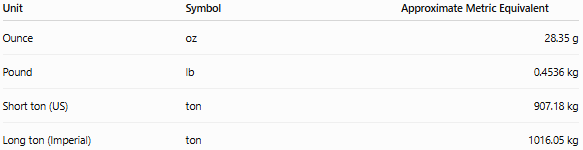 Unit Symbol Approximate Metric Equivalent
Ounce oz 28.35 g
Pound lb 0.4536 kg
Short ton (US) ton 907.18 kg
Long ton (Imperial) ton 1016.05 kg